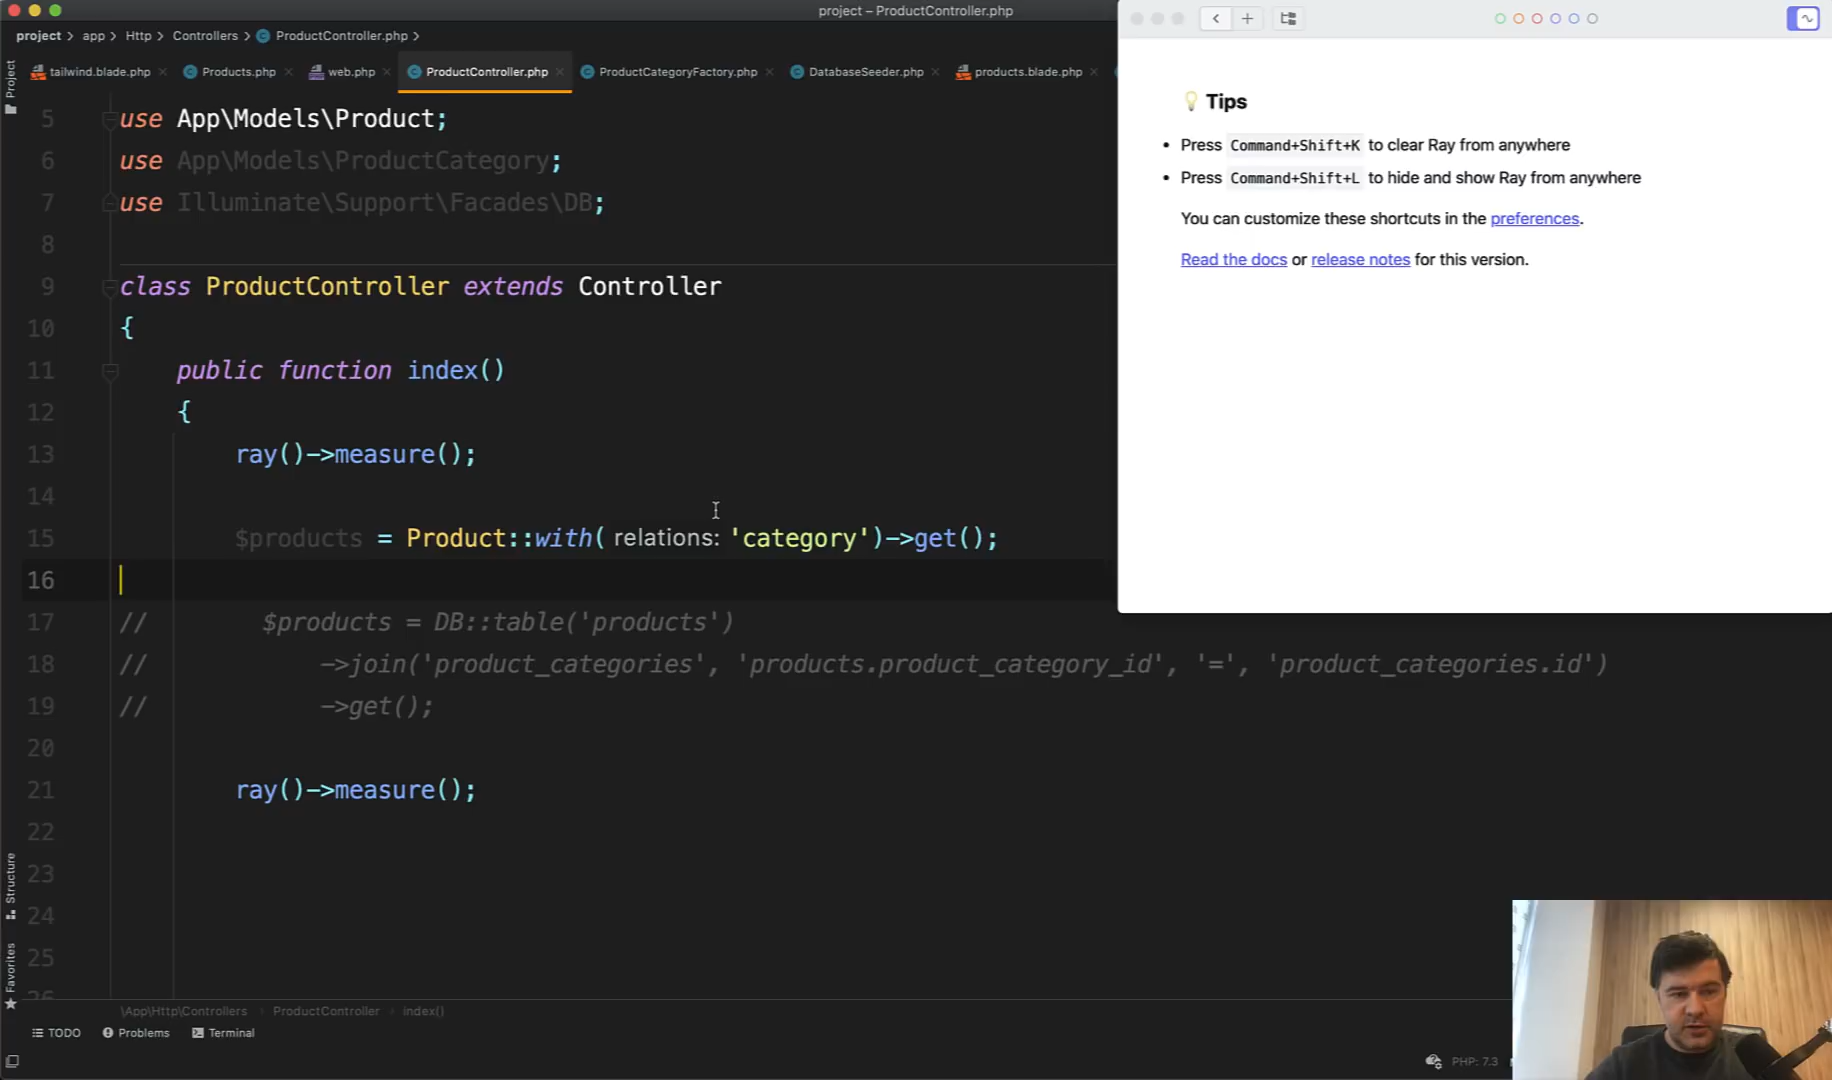 project – ProductController.php
project > app > Http > Controllers > ProductController.php >
tailwind.blade.php
Products.php
web.php
ProductController.php
ProductCategoryFactory.php
DatabaseSeeder.php
products.blade.php
Project
5 use App\Models\Product;
6 use App\Models\ProductCategory;
7 use Illuminate\Support\Facades\DB;
8
9 class ProductController extends Controller
10 {
11 public function index()
12 {
13 ray()->measure();
14
15 $products = Product::with( relations: 'category')->get();
16
17 // $products = DB::table('products')
18 // ->join('product_categories', 'products.product_category_id', '=', 'product_categories.id')
19 // ->get();
20
21 ray()->measure();
22
23
24
25
Structure
Favorites
\App\Http\Controllers > ProductController > index()
TODO Problems Terminal
PHP: 7.3
💡 Tips
• Press Command+Shift+K to clear Ray from anywhere
• Press Command+Shift+L to hide and show Ray from anywhere
You can customize these shortcuts in the preferences.
Read the docs or release notes for this version.